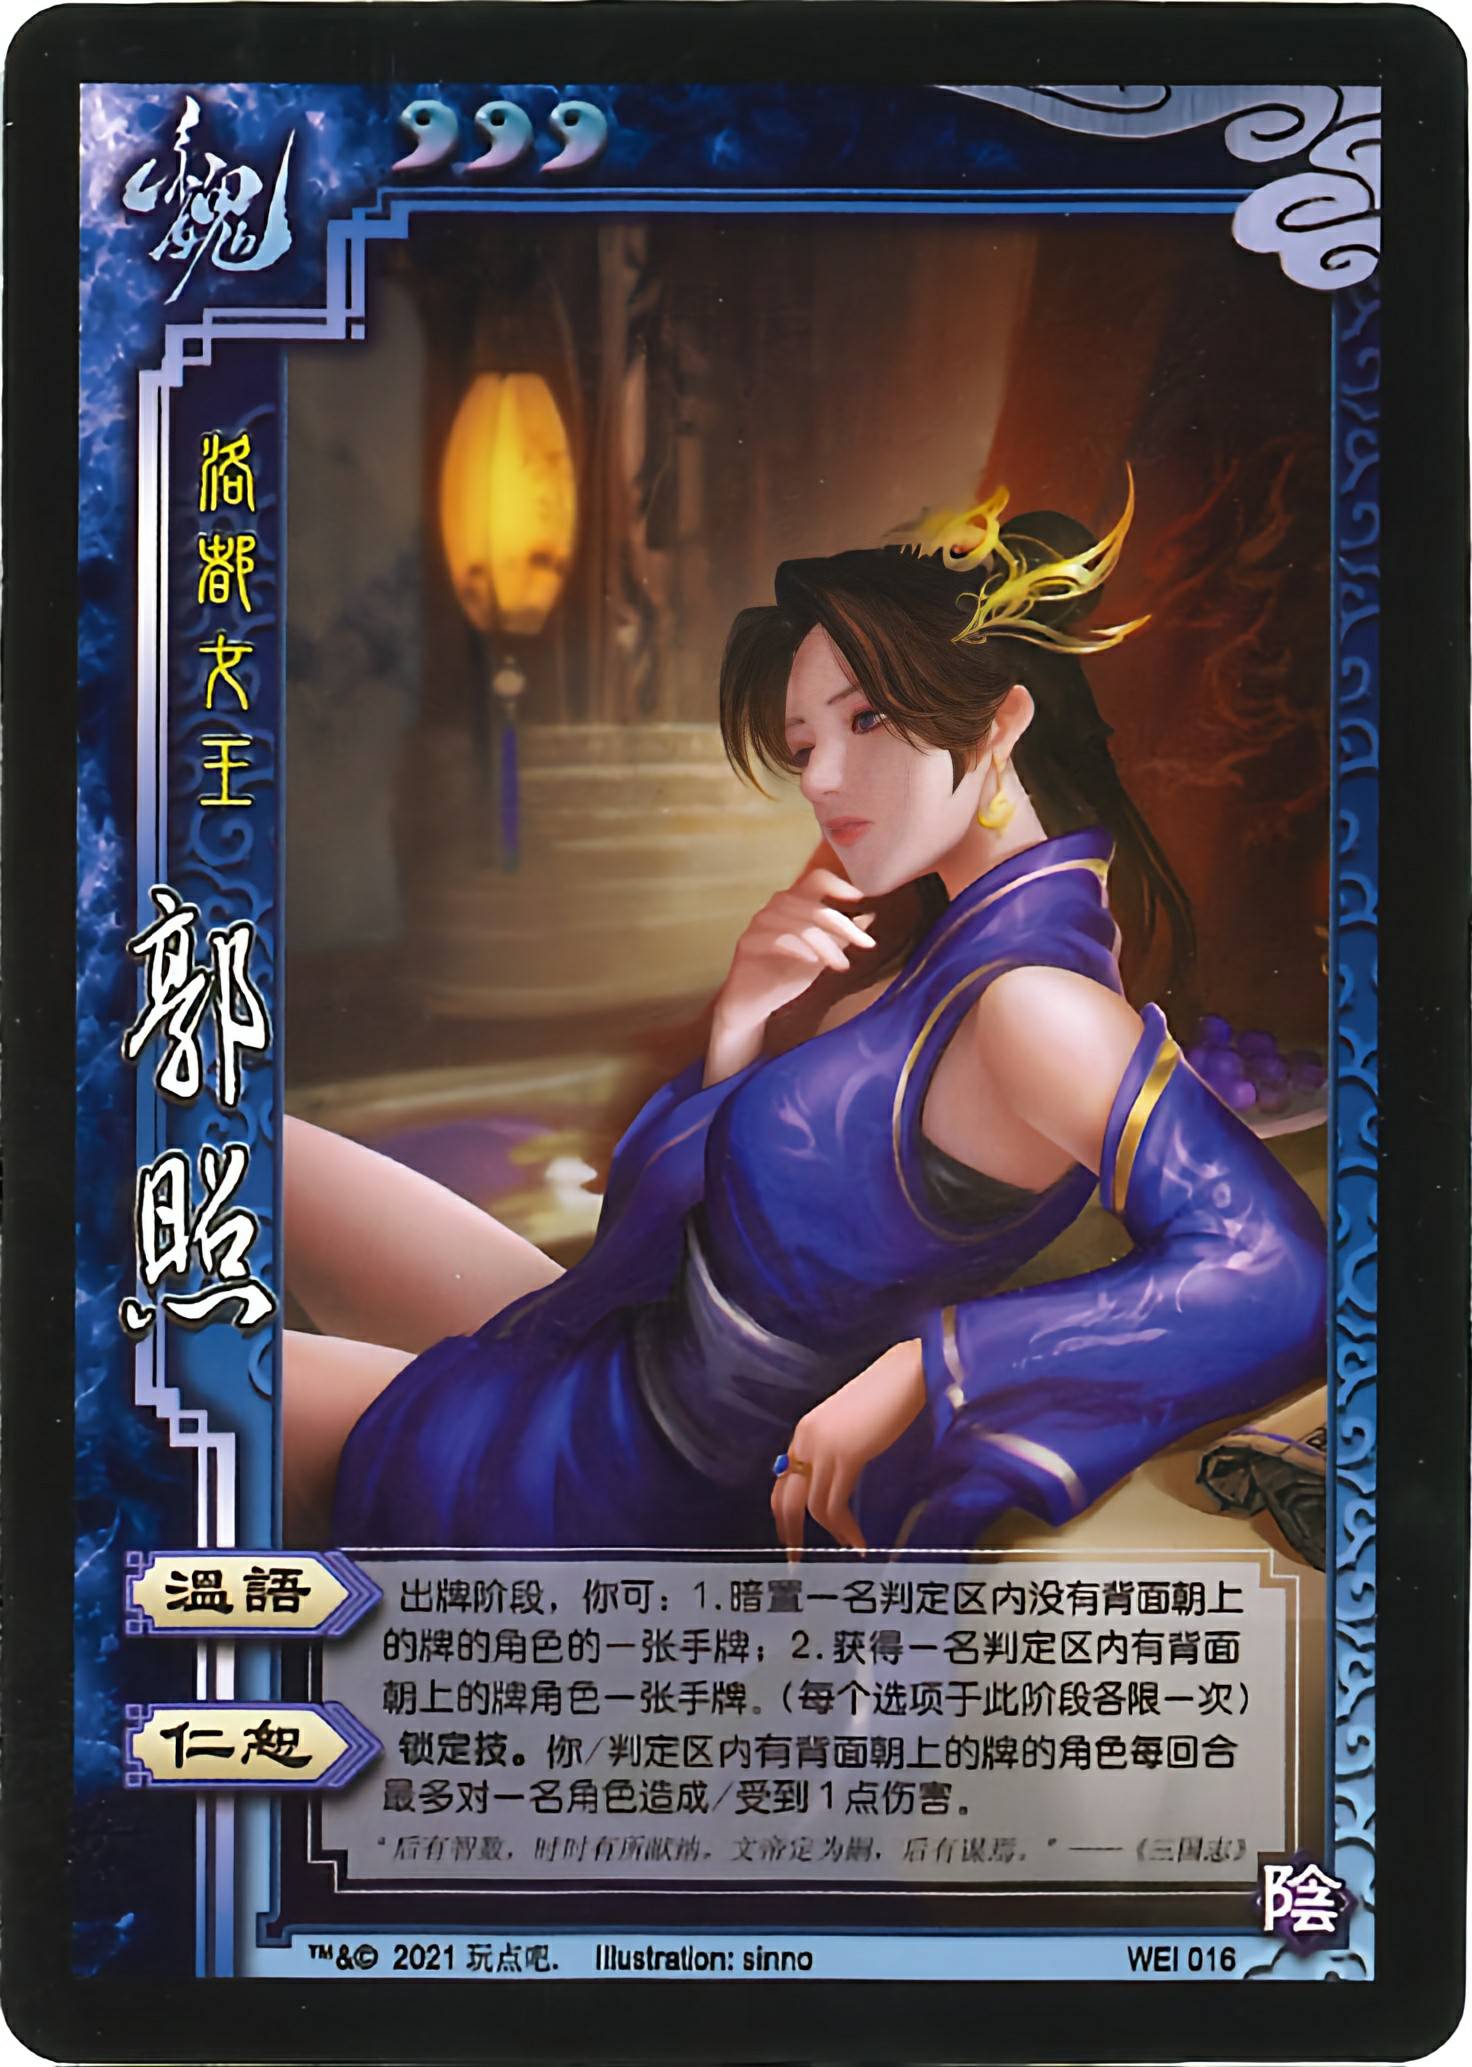 魏
洛都女王
郭照
溫語
出牌阶段，你可：1.暗置一名判定区内没有背面朝上
的牌的角色的一张手牌；2.获得一名判定区内有背面
朝上的牌角色一张手牌。（每个选项于此阶段各限一次）
仁恕
锁定技。你/判定区内有背面朝上的牌的角色每回合
最多对一名角色造成/受到1点伤害。
“后有智数，时时有所献纳。文帝定为嗣，后有谋焉。”——《三国志》
陰
™&© 2021 玩点吧. Illustration: sinno
WEI 016